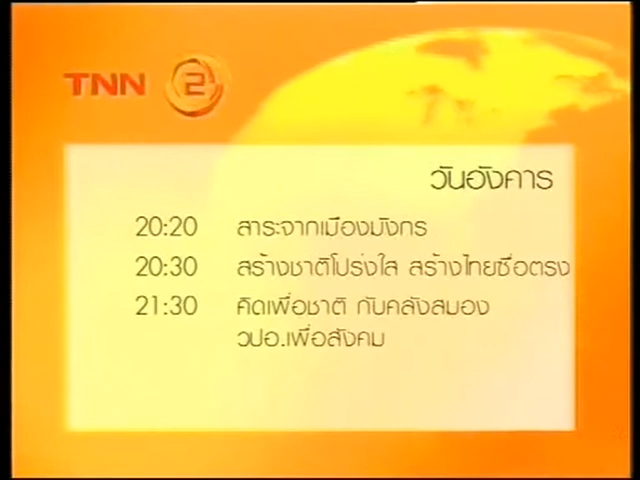 TNN 2
วันอังคาร
20:20 สาระจากเมืองมังกร
20:30 สร้างชาติโปร่งใส สร้างไทยซื่อตรง
21:30 คิดเพื่อชาติ กับคลังสมอง
วปอ.เพื่อสังคม